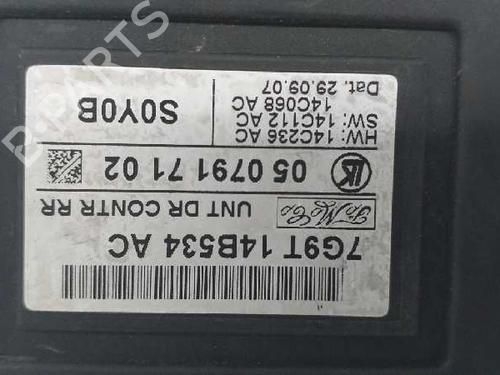 7G9T 14B534 AC
UNT DR CONTR RR
FoMoCo
05 0791 71 02
LK
HW: 14C236 AC
SW: 14C112 AC
14C068 AC
Dat. 29.09.07
S0Y0B
B-PARTS